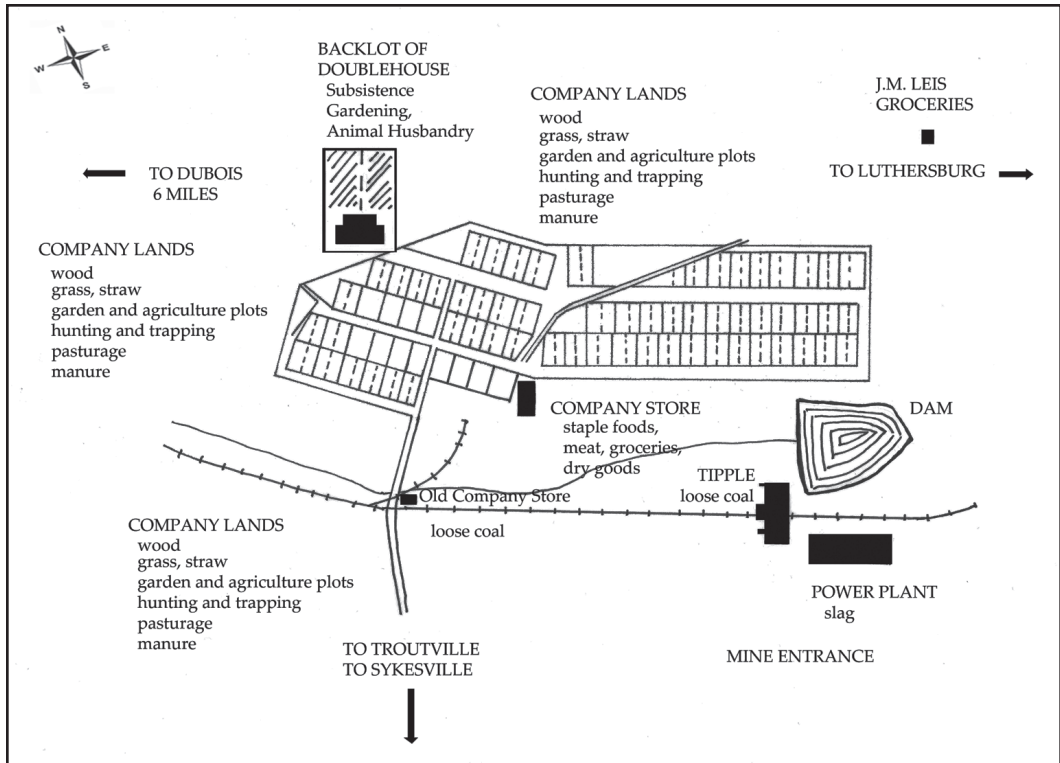 N
E
W
S
BACKLOT OF
DOUBLEHOUSE
Subsistence
Gardening,
Animal Husbandry
COMPANY LANDS
wood
grass, straw
garden and agriculture plots
hunting and trapping
pasturage
manure
J.M. LEIS
GROCERIES
TO LUTHERSBURG
TO DUBOIS
6 MILES
COMPANY LANDS
wood
grass, straw
garden and agriculture plots
hunting and trapping
pasturage
manure
COMPANY STORE
staple foods,
meat, groceries,
dry goods
DAM
TIPPLE
loose coal
Old Company Store
loose coal
COMPANY LANDS
wood
grass, straw
garden and agriculture plots
hunting and trapping
pasturage
manure
POWER PLANT
slag
TO TROUTVILLE
TO SYKESVILLE
MINE ENTRANCE